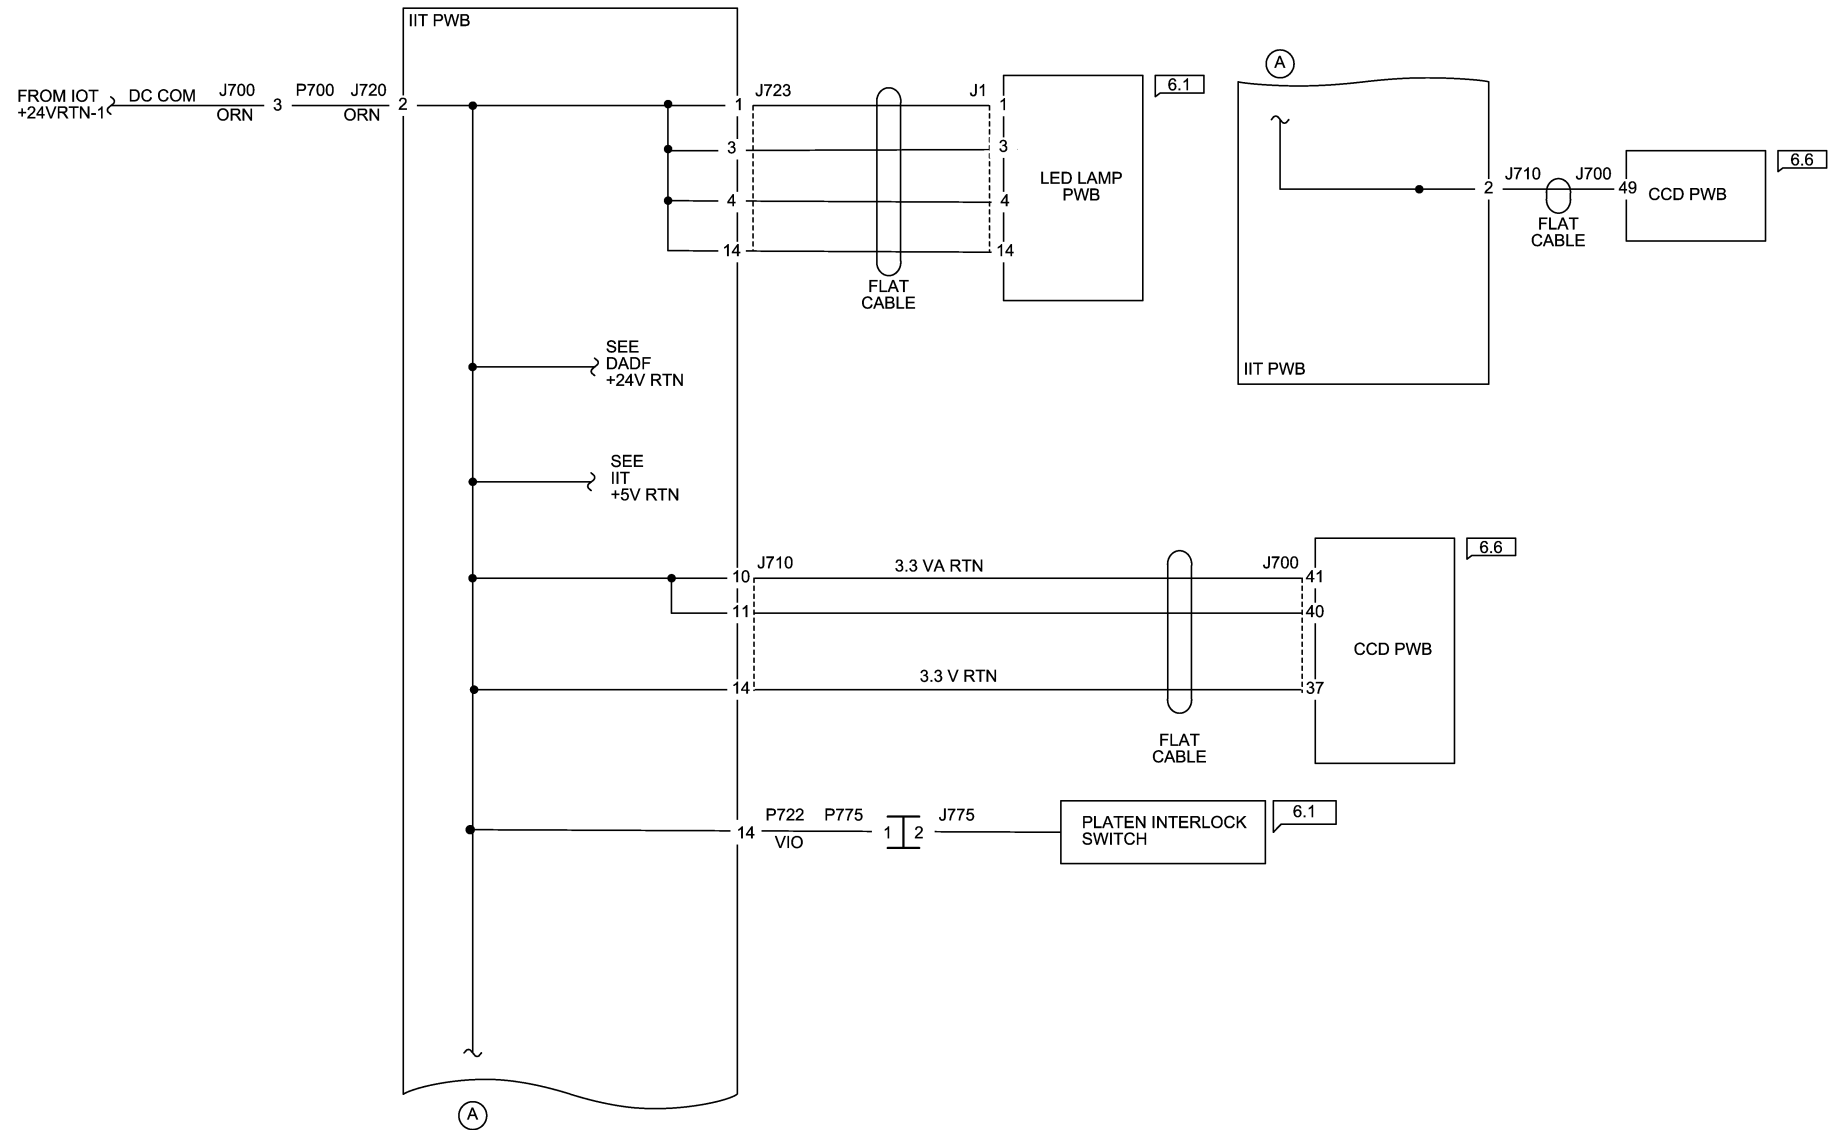 IIT PWB
FROM IOT
+24VRTN-1
DC COM
J700
ORN
3
P700
J720
ORN
2
1
J723
J1
1
3
3
4
4
14
14
FLAT
CABLE
LED LAMP
PWB
6.1
A
2
J710
J700
49
FLAT
CABLE
CCD PWB
6.6
IIT PWB
SEE
DADF
+24V RTN
SEE
IIT
+5V RTN
10
J710
3.3 VA RTN
J700
41
11
40
14
3.3 V RTN
37
FLAT
CABLE
CCD PWB
6.6
14
P722
VIO
P775
1
2
J775
PLATEN INTERLOCK
SWITCH
6.1
A